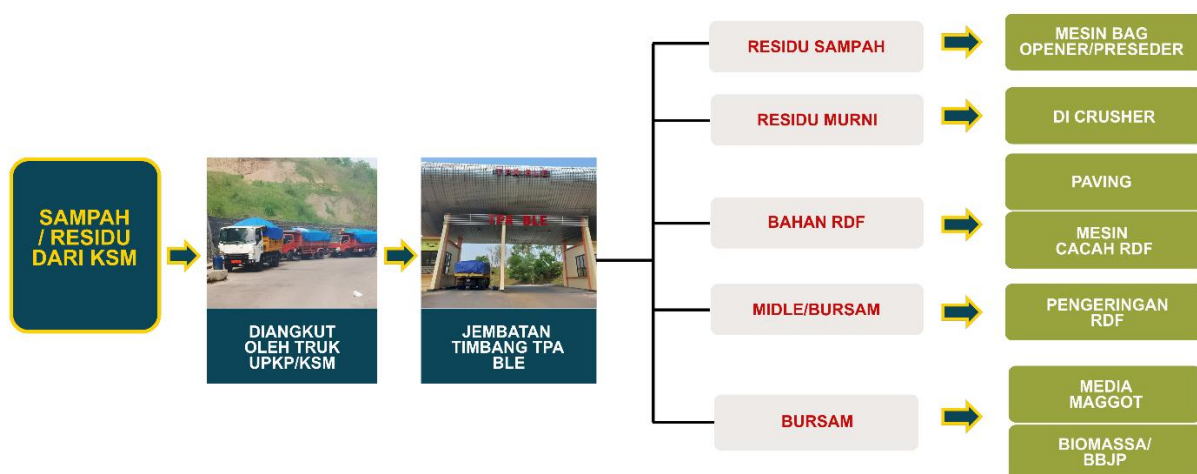 SAMPAH
/ RESIDU
DARI KSM
DIANGKUT
OLEH TRUK
UPKP/KSM
TPA BLE
TPA BLE
JEMBATAN
TIMBANG TPA
BLE
RESIDU SAMPAH
MESIN BAG
OPENER/PRESEDER
RESIDU MURNI
DI CRUSHER
BAHAN RDF
PAVING
MESIN
CACAH RDF
MIDLE/BURSAM
PENGERINGAN
RDF
BURSAM
MEDIA
MAGGOT
BIOMASSA/
BBJP